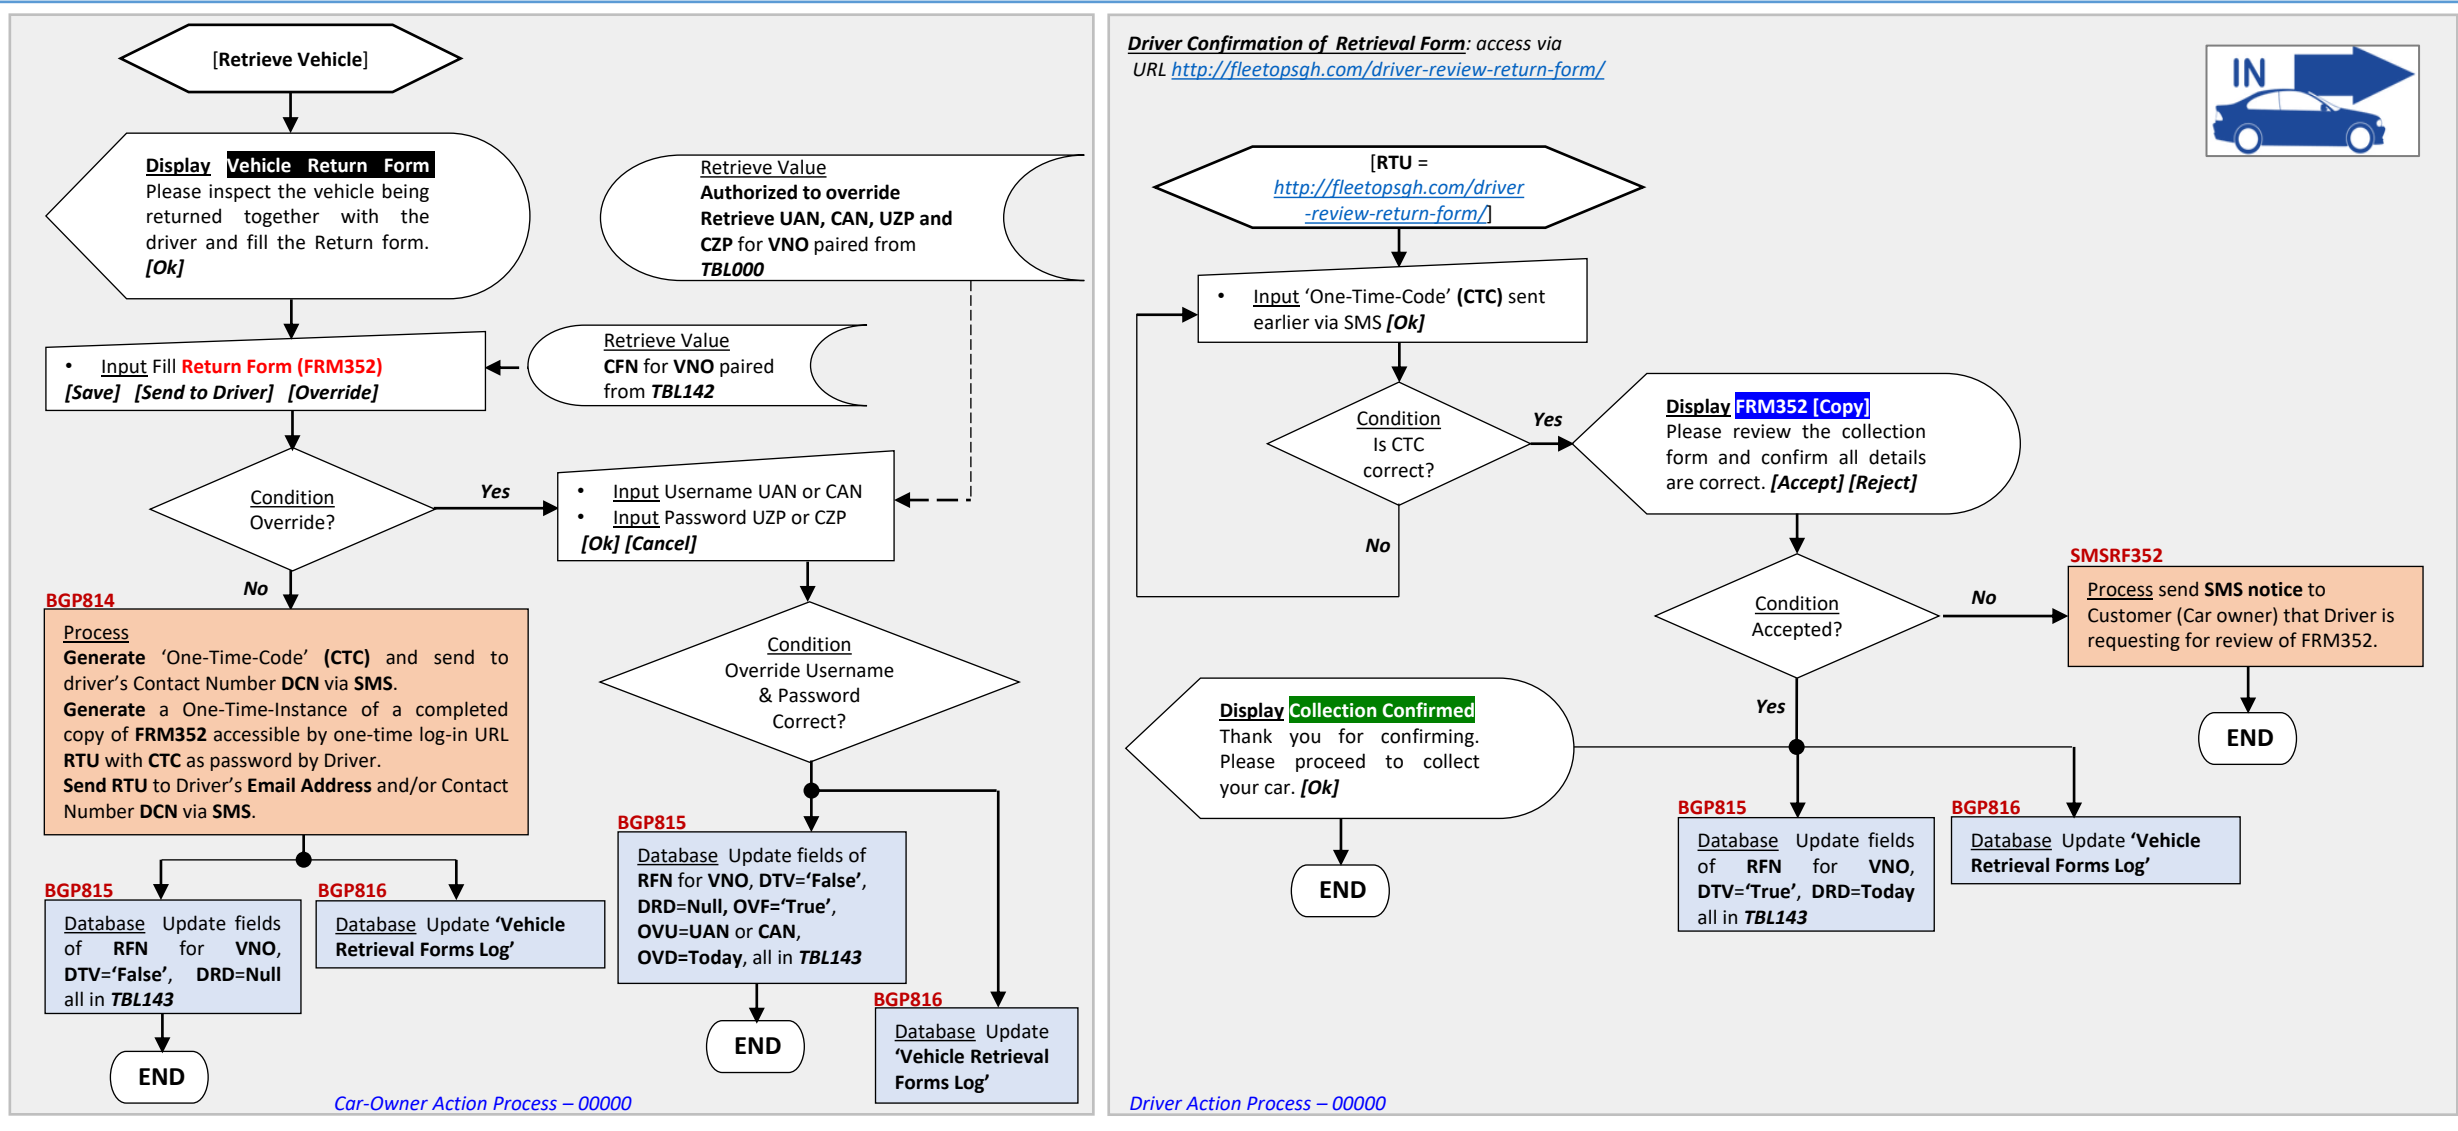 [Retrieve Vehicle]
Display Vehicle Return Form
Please inspect the vehicle being
returned together with the
driver and fill the Return form.
[Ok]
Retrieve Value
Authorized to override
Retrieve UAN, CAN, UZP and
CZP for VNO paired from
TBL000
• Input Fill Return Form (FRM352)
[Save] [Send to Driver] [Override]
Retrieve Value
CFN for VNO paired
from TBL142
Condition
Override?
Yes
• Input Username UAN or CAN
• Input Password UZP or CZP
[Ok] [Cancel]
No
BGP814
Process
Generate ‘One-Time-Code’ (CTC) and send to
driver’s Contact Number DCN via SMS.
Generate a One-Time-Instance of a completed
copy of FRM352 accessible by one-time log-in URL
RTU with CTC as password by Driver.
Send RTU to Driver’s Email Address and/or Contact
Number DCN via SMS.
Condition
Override Username
& Password
Correct?
BGP815
Database Update fields
of RFN for VNO,
DTV=‘False’, DRD=Null
all in TBL143
END
BGP816
Database Update ‘Vehicle
Retrieval Forms Log’
BGP815
Database Update fields of
RFN for VNO, DTV=‘False’,
DRD=Null, OVF=‘True’,
OVU=UAN or CAN,
OVD=Today, all in TBL143
END
BGP816
Database Update
‘Vehicle Retrieval
Forms Log’
Car-Owner Action Process – 00000
Driver Confirmation of Retrieval Form: access via
URL http://fleetopsgh.com/driver-review-return-form/
IN
[RTU =
http://fleetopsgh.com/driver
-review-return-form/]
• Input ‘One-Time-Code’ (CTC) sent
earlier via SMS [Ok]
Condition
Is CTC
correct?
Yes
No
Display FRM352 [Copy]
Please review the collection
form and confirm all details
are correct. [Accept] [Reject]
Condition
Accepted?
No
SMSRF352
Process send SMS notice to
Customer (Car owner) that Driver is
requesting for review of FRM352.
END
Yes
Display Collection Confirmed
Thank you for confirming.
Please proceed to collect
your car. [Ok]
END
BGP815
Database Update fields
of RFN for VNO,
DTV=‘True’, DRD=Today
all in TBL143
BGP816
Database Update ‘Vehicle
Retrieval Forms Log’
Driver Action Process – 00000